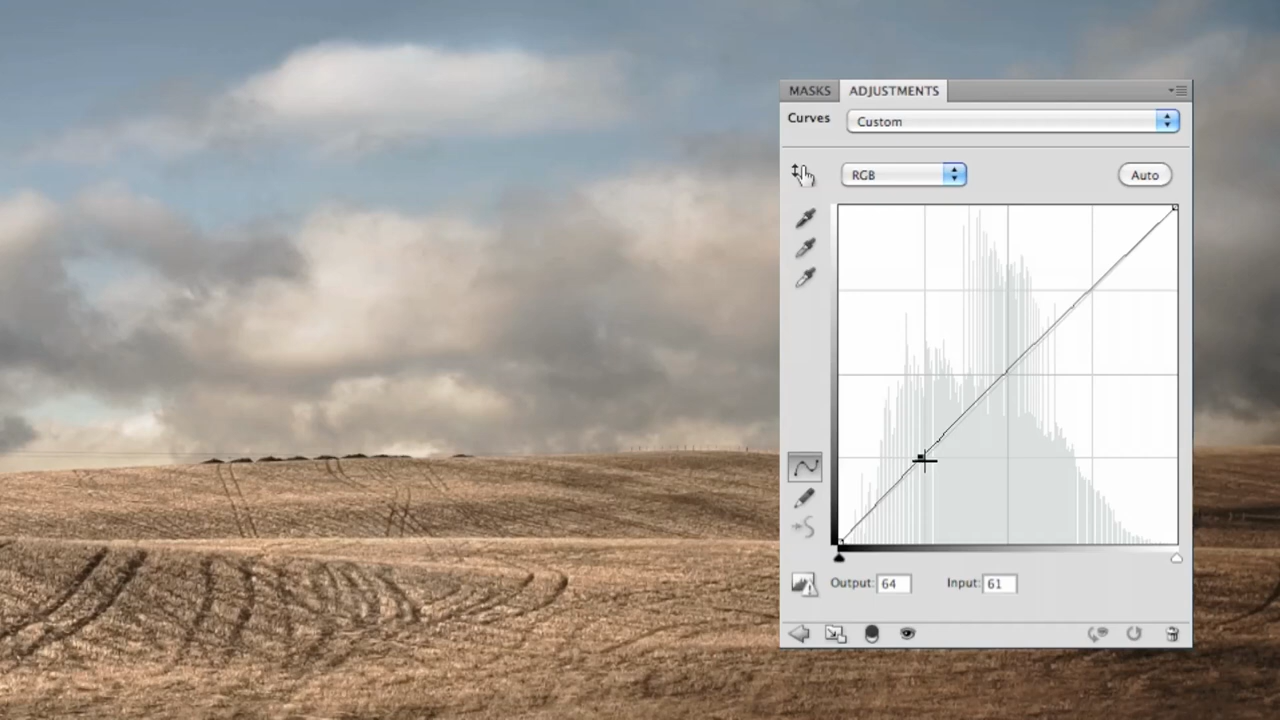 MASKS ADJUSTMENTS
Curves Custom
RGB Auto
Output: 64 Input: 61